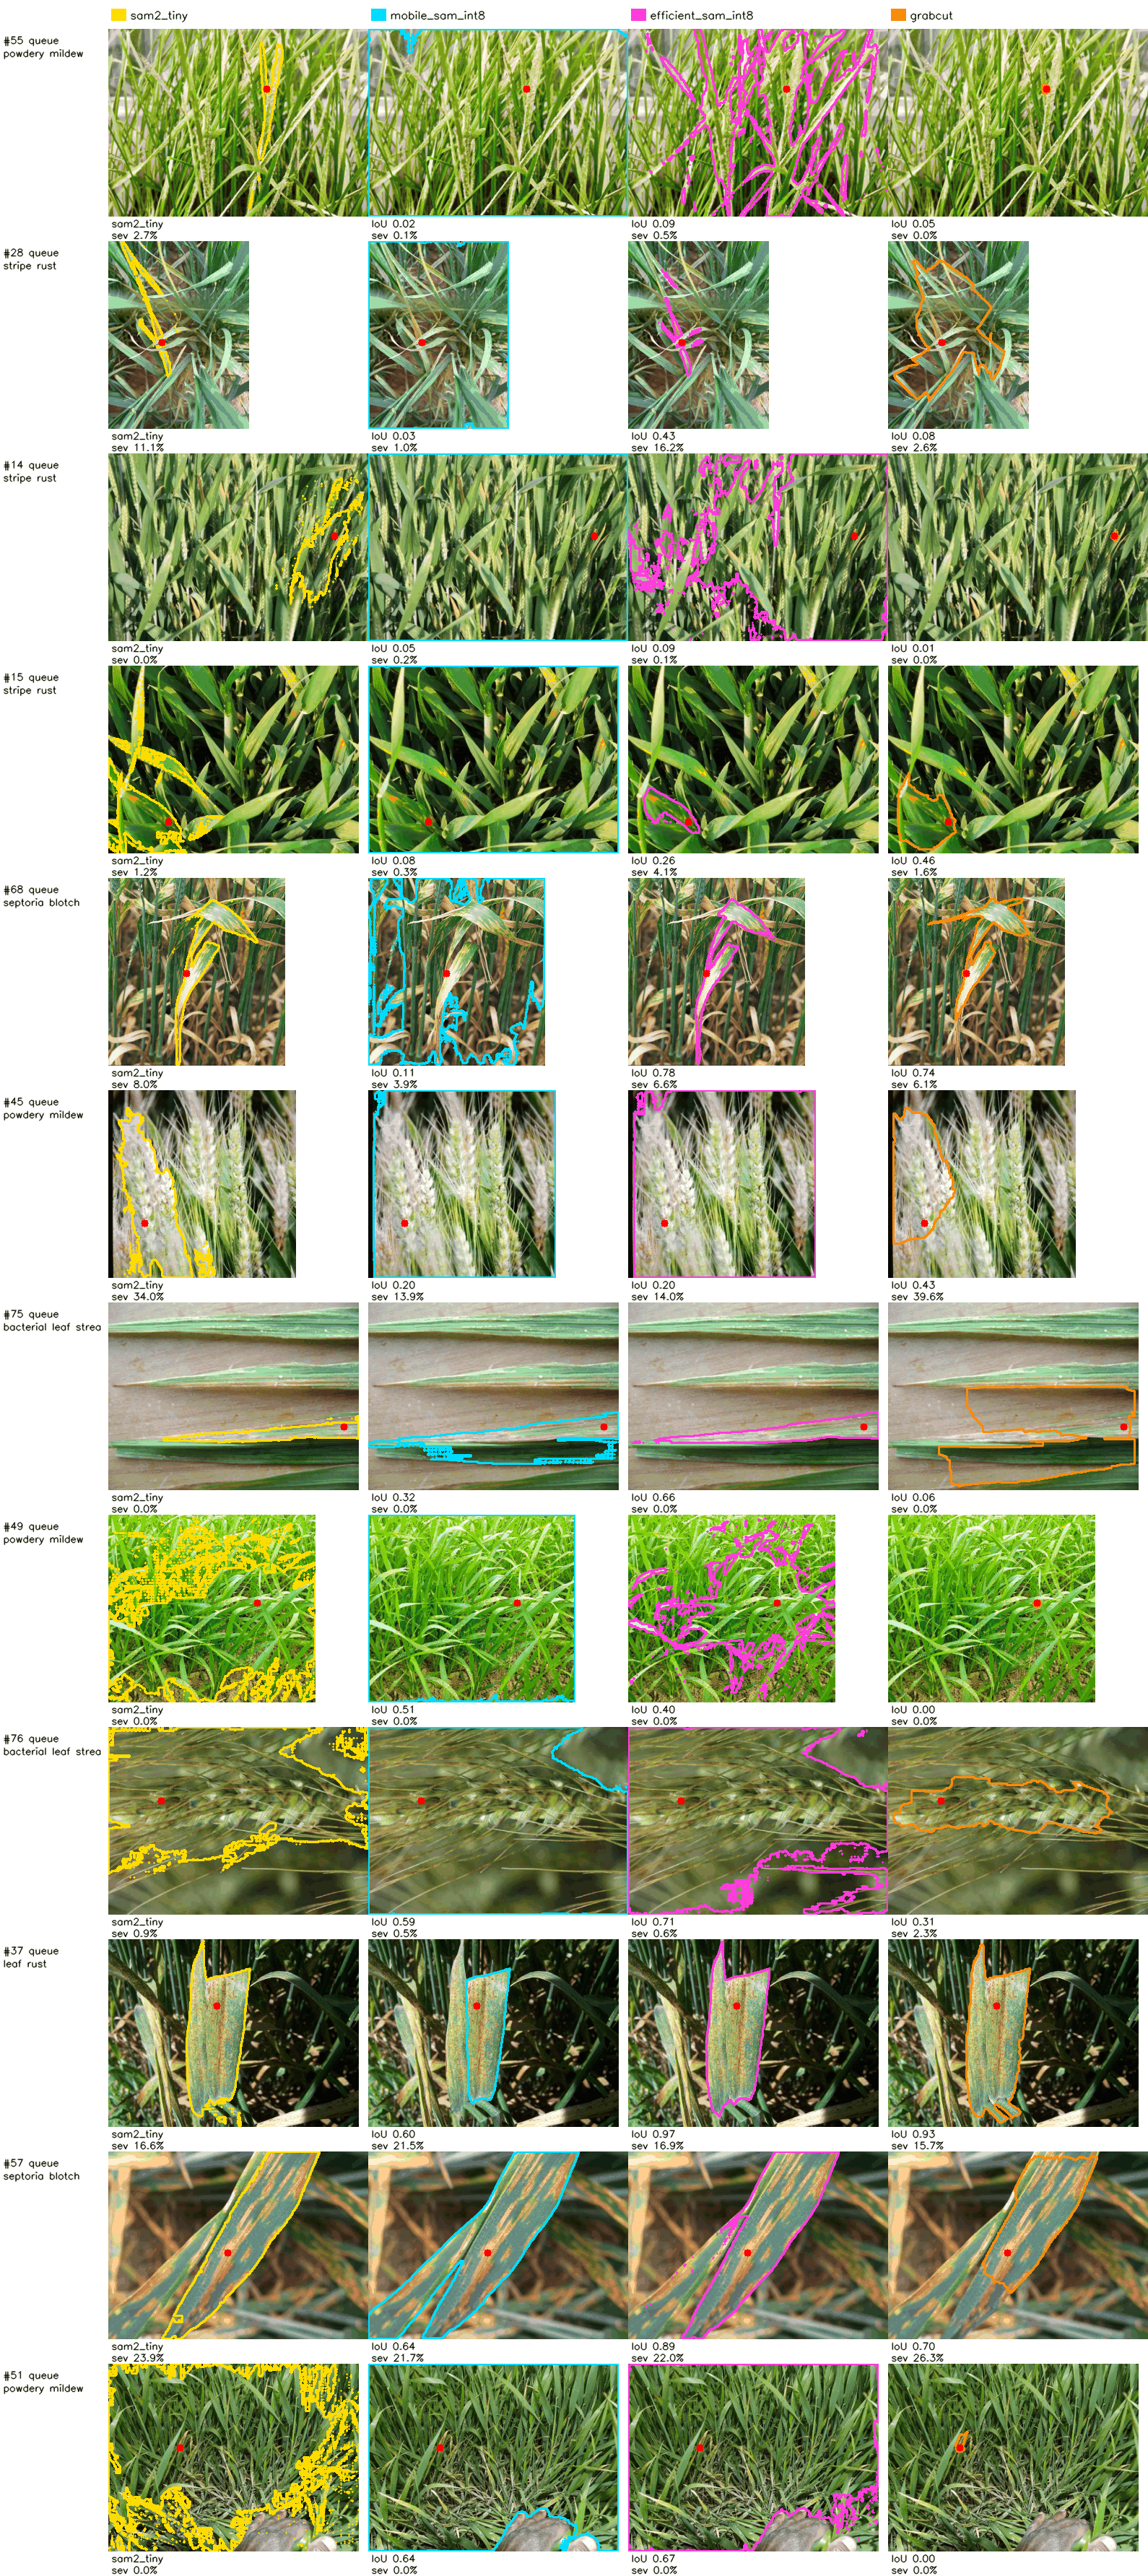 sam2_tiny mobile_sam_int8 efficient_sam_int8 grabcut
#55 queue
powdery mildew
sam2_tiny IoU 0.02 IoU 0.09 IoU 0.05
sev 2.7% sev 0.1% sev 0.5% sev 0.0%
#28 queue
stripe rust
sam2_tiny IoU 0.03 IoU 0.43 IoU 0.08
sev 11.1% sev 1.0% sev 16.2% sev 2.6%
#14 queue
stripe rust
sam2_tiny IoU 0.05 IoU 0.09 IoU 0.01
sev 0.0% sev 0.2% sev 0.1% sev 0.0%
#15 queue
stripe rust
sam2_tiny IoU 0.08 IoU 0.26 IoU 0.46
sev 1.2% sev 0.3% sev 4.1% sev 1.6%
#68 queue
septoria blotch
sam2_tiny IoU 0.11 IoU 0.78 IoU 0.74
sev 8.0% sev 3.9% sev 6.6% sev 6.1%
#45 queue
powdery mildew
sam2_tiny IoU 0.20 IoU 0.20 IoU 0.43
sev 34.0% sev 13.9% sev 14.0% sev 39.6%
#75 queue
bacterial leaf strea
sam2_tiny IoU 0.32 IoU 0.66 IoU 0.06
sev 0.0% sev 0.0% sev 0.0% sev 0.0%
#49 queue
powdery mildew
sam2_tiny IoU 0.51 IoU 0.40 IoU 0.00
sev 0.0% sev 0.0% sev 0.0% sev 0.0%
#76 queue
bacterial leaf strea
sam2_tiny IoU 0.59 IoU 0.71 IoU 0.31
sev 0.9% sev 0.5% sev 0.6% sev 2.3%
#37 queue
leaf rust
sam2_tiny IoU 0.60 IoU 0.97 IoU 0.93
sev 16.6% sev 21.5% sev 16.9% sev 15.7%
#57 queue
septoria blotch
sam2_tiny IoU 0.64 IoU 0.89 IoU 0.70
sev 23.9% sev 21.7% sev 22.0% sev 26.3%
#51 queue
powdery mildew
sam2_tiny IoU 0.64 IoU 0.67 IoU 0.00
sev 0.0% sev 0.0% sev 0.0% sev 0.0%